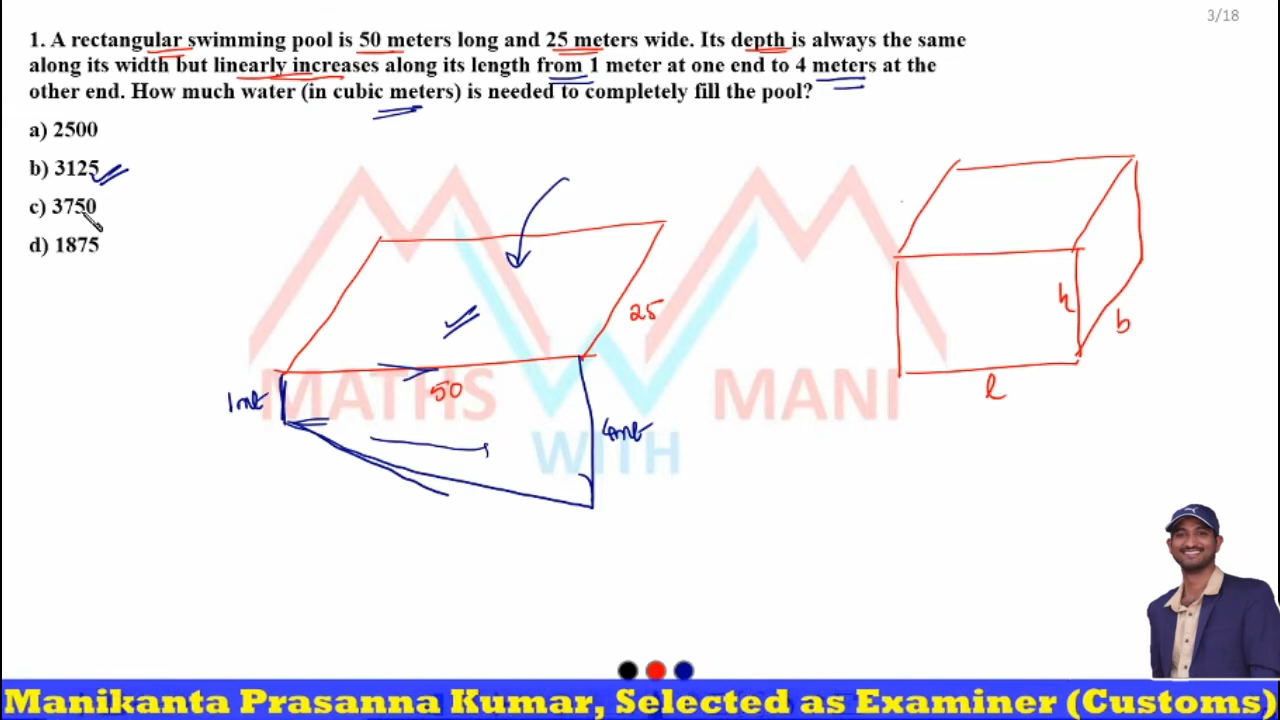 3/18
1. A rectangular swimming pool is 50 meters long and 25 meters wide. Its depth is always the same
along its width but linearly increases along its length from 1 meter at one end to 4 meters at the
other end. How much water (in cubic meters) is needed to completely fill the pool?
a) 2500
b) 3125
c) 3750
d) 1875
25
50
h
b
l
MATHS
WITH
MANI
Manikanta Prasanna Kumar, Selected as Examiner (Customs)